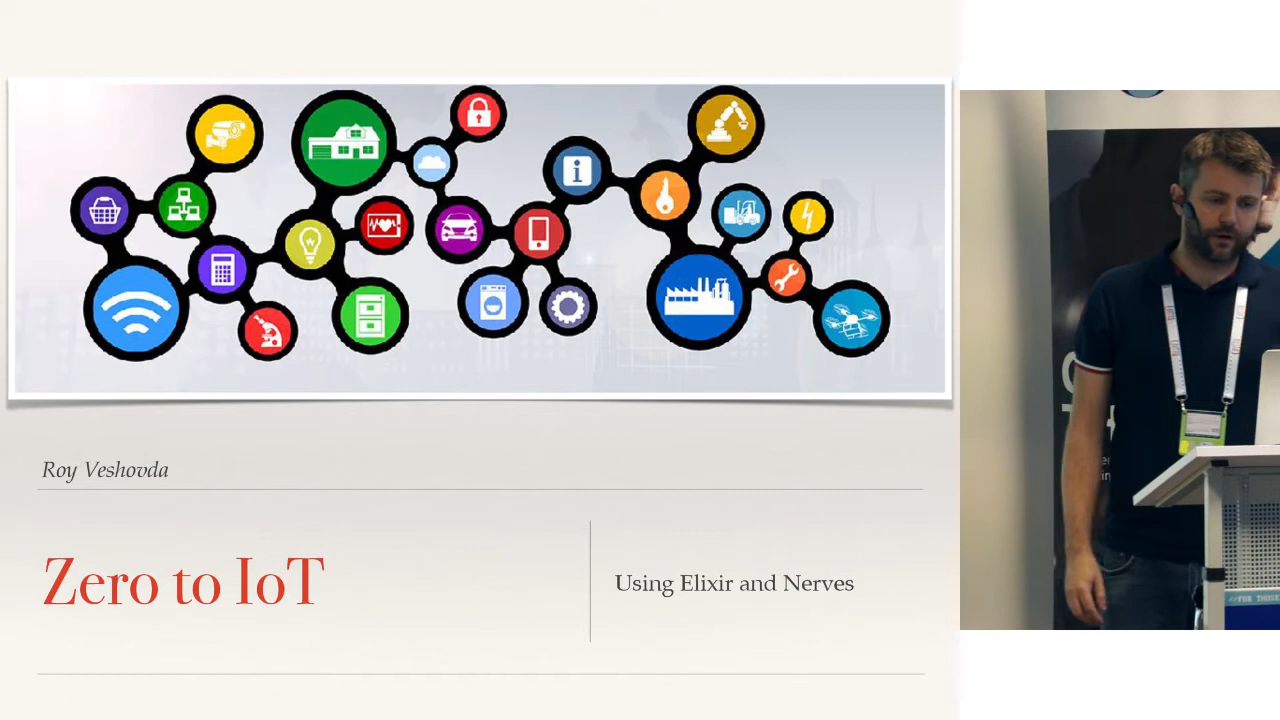 Roy Veshovda
Zero to IoT
Using Elixir and Nerves